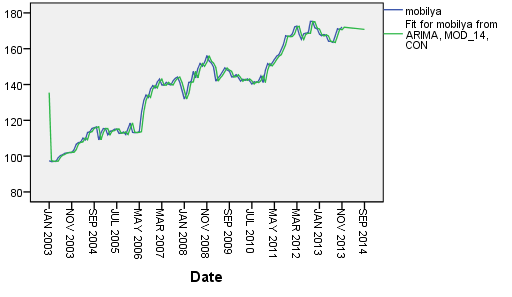 180
160
140
120
100
80
JAN 2003
NOV 2003
SEP 2004
JUL 2005
MAY 2006
MAR 2007
JAN 2008
NOV 2008
SEP 2009
JUL 2010
MAY 2011
MAR 2012
JAN 2013
NOV 2013
SEP 2014
Date
mobilya
Fit for mobilya from
ARIMA, MOD_14,
CON